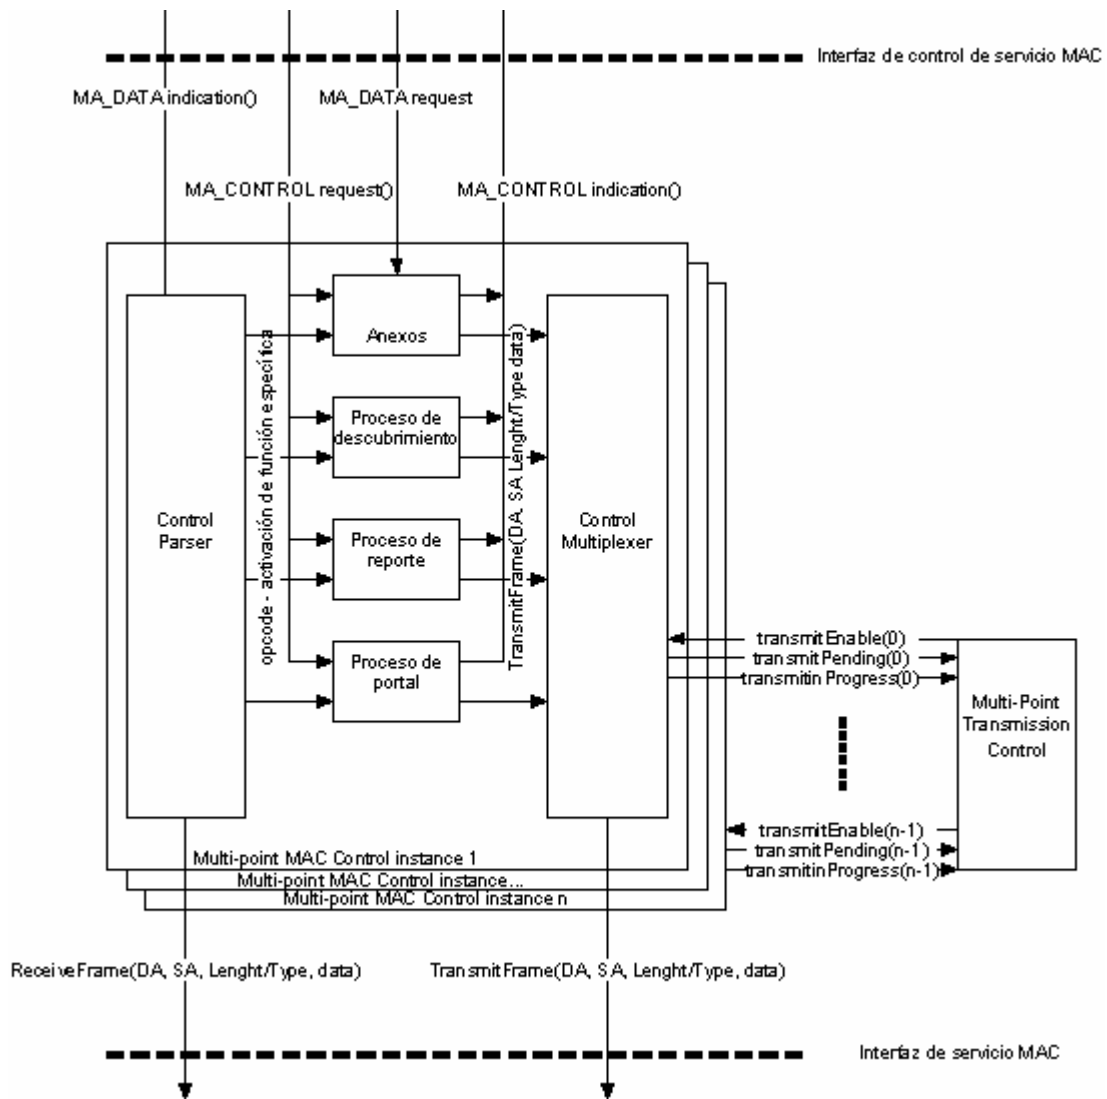 Interfaz de control de servicio MAC
MA_DATA indication()
MA_DATA request
MA_CONTROL request()
MA_CONTROL indication()
Anexos
opcode - activación de función específica
TransmitFrame(DA, SA Lenght/Type data)
Proceso de
descubrimiento
Control
Parser
Control
Multiplexer
Proceso de
reporte
Proceso de
portal
transmitEnable(0)
transmitPending(0)
transmitinProgress(0)
Multi-Point
Transmission
Control
transmitEnable(n-1)
transmitPending(n-1)
transmitinProgress(n-1)
Multi-point MAC Control instance 1
Multi-point MAC Control instance...
Multi-point MAC Control instance n
ReceiveFrame(DA, SA, Lenght/Type, data)
TransmitFrame(DA, SA, Lenght/Type, data)
Interfaz de servicio MAC